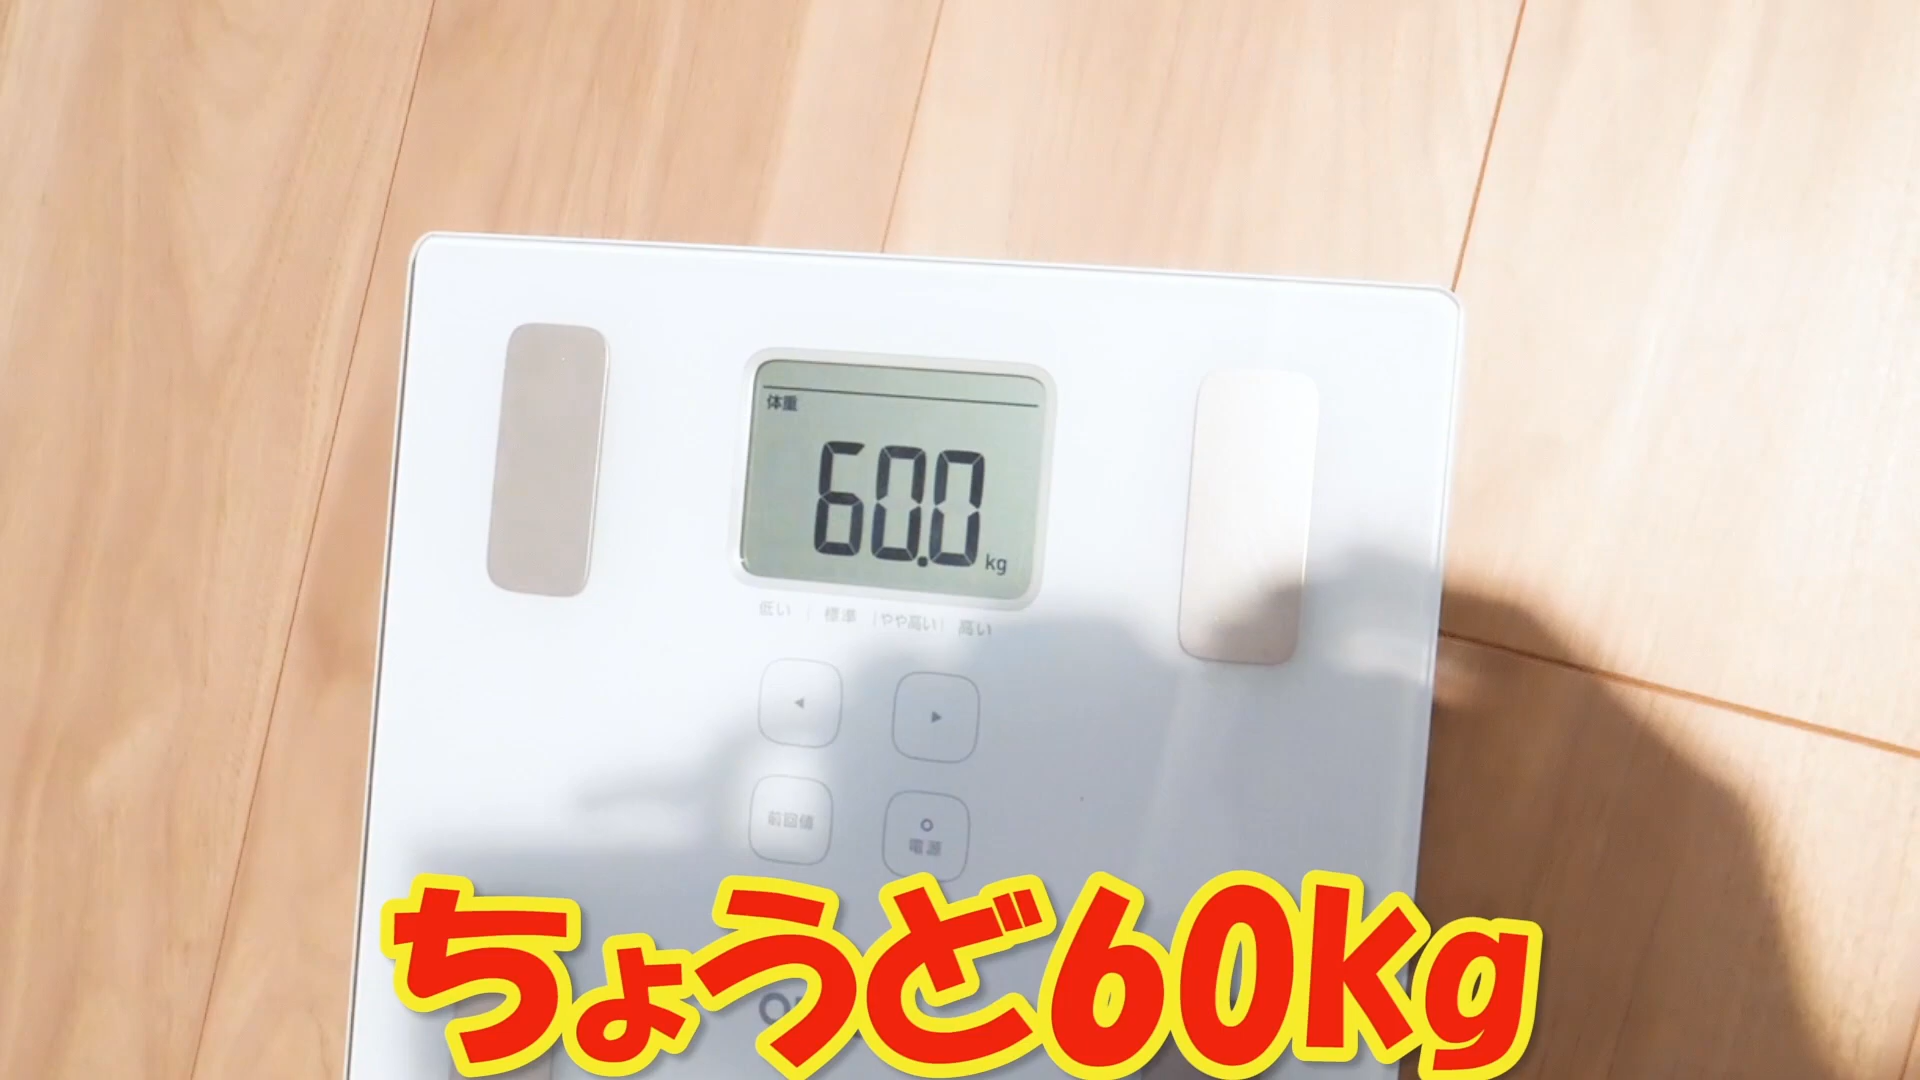 体重
60.0 kg
低い | 標準 | やや高い | 高い
前回値
電源
ちょうど60Kg